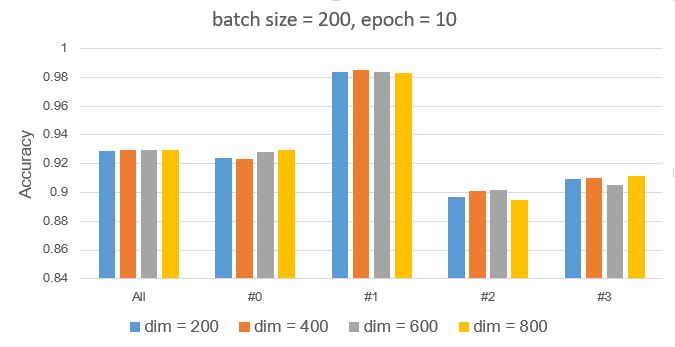 batch size = 200, epoch = 10
1
0.98
0.96
0.94
0.92
0.9
0.88
0.86
0.84
Accuracy
All #0 #1 #2 #3
dim = 200 dim = 400 dim = 600 dim = 800